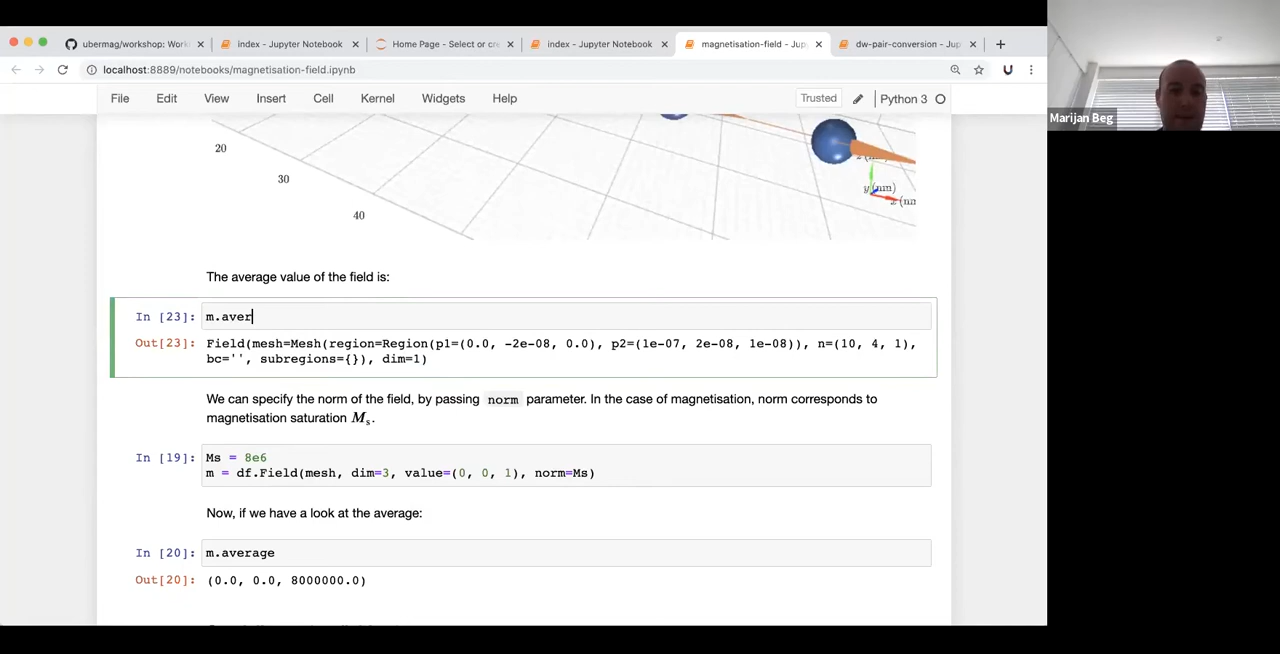 ubermag/workshop: Work
index - Jupyter Notebook
Home Page - Select or cre
index - Jupyter Notebook
magnetisation-field - Jup
dw-pair-conversion - Jup
localhost:8889/notebooks/magnetisation-field.ipynb
Marijan Beg
File Edit View Insert Cell Kernel Widgets Help
Trusted Python 3
20
30
40
y (nm)
The average value of the field is:
In [23]: m.aver
Out[23]: Field(mesh=Mesh(region=Region(p1=(0.0, -2e-08, 0.0), p2=(1e-07, 2e-08, 1e-08)), n=(10, 4, 1),
bc='', subregions={}), dim=1)
We can specify the norm of the field, by passing norm parameter. In the case of magnetisation, norm corresponds to
magnetisation saturation Ms.
In [19]: Ms = 8e6
m = df.Field(mesh, dim=3, value=(0, 0, 1), norm=Ms)
Now, if we have a look at the average:
In [20]: m.average
Out[20]: (0.0, 0.0, 8000000.0)